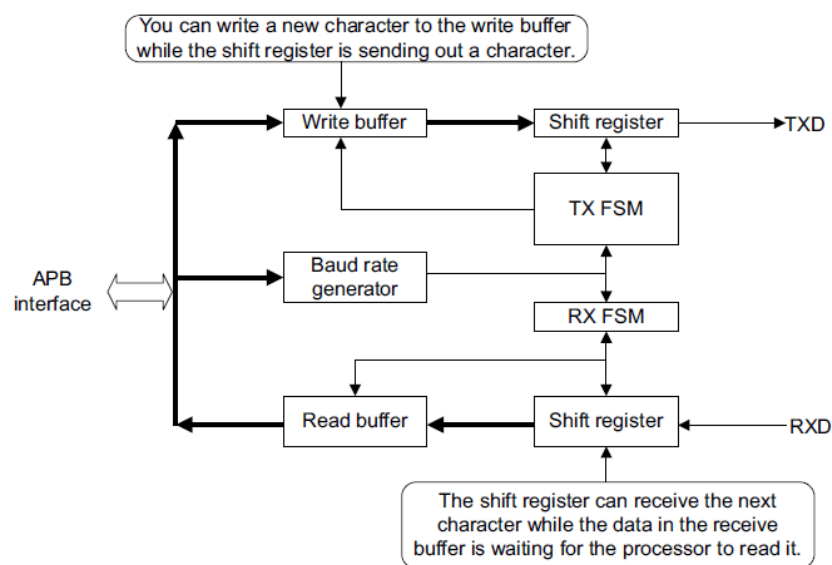 You can write a new character to the write buffer
while the shift register is sending out a character.
Write buffer
Shift register
TXD
TX FSM
APB
interface
Baud rate
generator
RX FSM
Read buffer
Shift register
RXD
The shift register can receive the next
character while the data in the receive
buffer is waiting for the processor to read it.